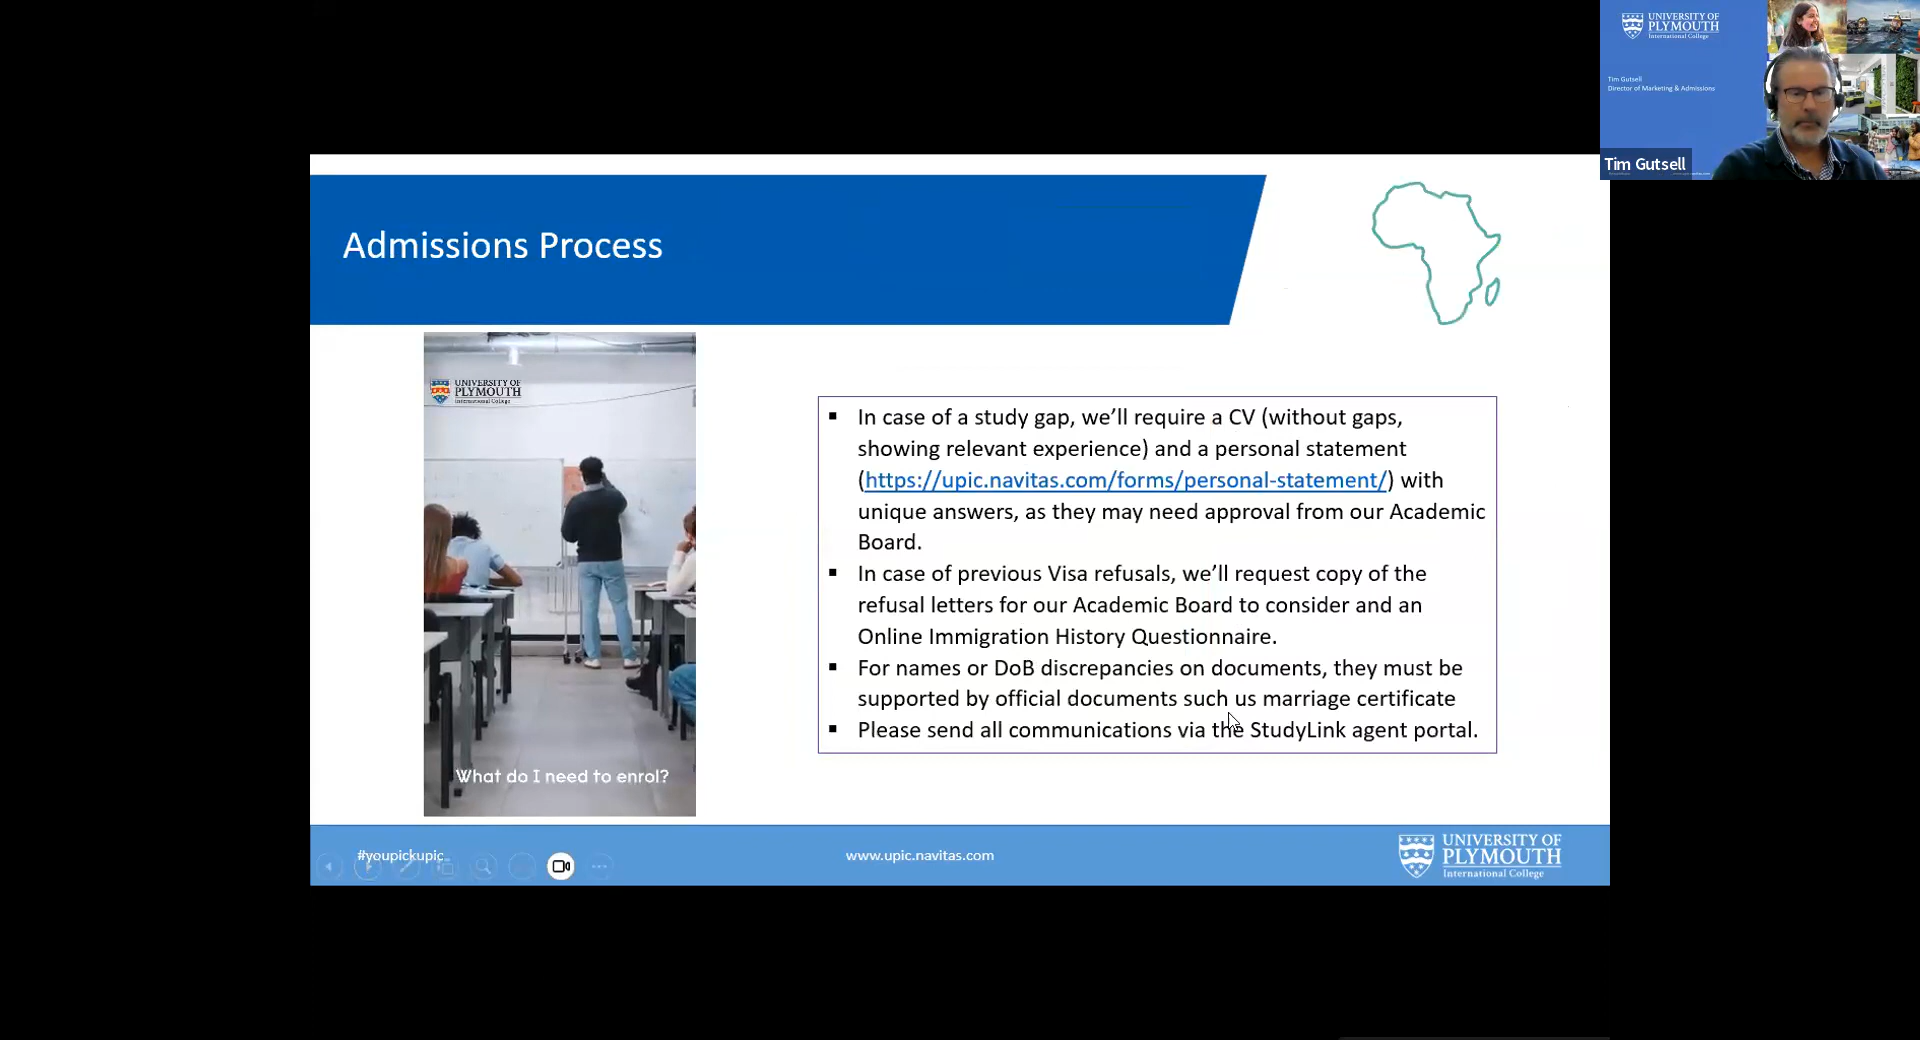 UNIVERSITY OF
PLYMOUTH
International College
Tim Gutsell
Director of Marketing & Admissions
Tim Gutsell
Admissions Process
UNIVERSITY OF
PLYMOUTH
International College
What do I need to enrol?
▪ In case of a study gap, we’ll require a CV (without gaps,
showing relevant experience) and a personal statement
(https://upic.navitas.com/forms/personal-statement/) with
unique answers, as they may need approval from our Academic
Board.
▪ In case of previous Visa refusals, we’ll request copy of the
refusal letters for our Academic Board to consider and an
Online Immigration History Questionnaire.
▪ For names or DoB discrepancies on documents, they must be
supported by official documents such us marriage certificate
▪ Please send all communications via the StudyLink agent portal.
#youpickupic
www.upic.navitas.com
UNIVERSITY OF
PLYMOUTH
International College